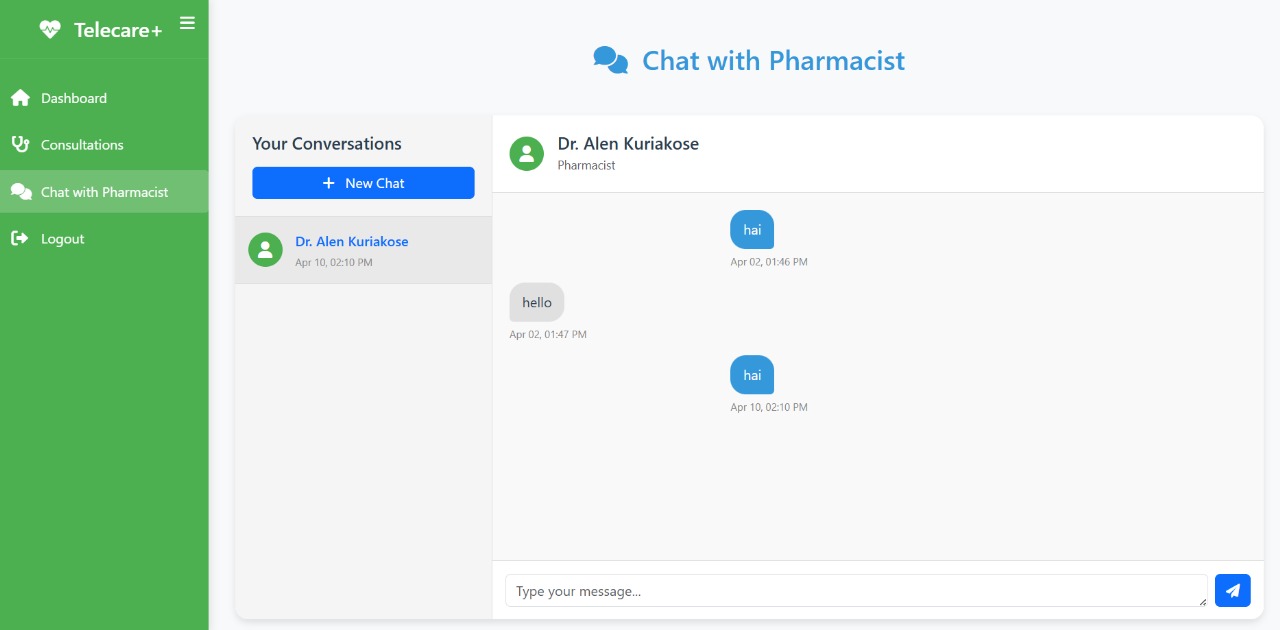 Telecare+
Dashboard
Consultations
Chat with Pharmacist
Logout
Chat with Pharmacist
Your Conversations
New Chat
Dr. Alen Kuriakose
Apr 10, 02:10 PM
Dr. Alen Kuriakose
Pharmacist
hai
Apr 02, 01:46 PM
hello
Apr 02, 01:47 PM
hai
Apr 10, 02:10 PM
Type your message...